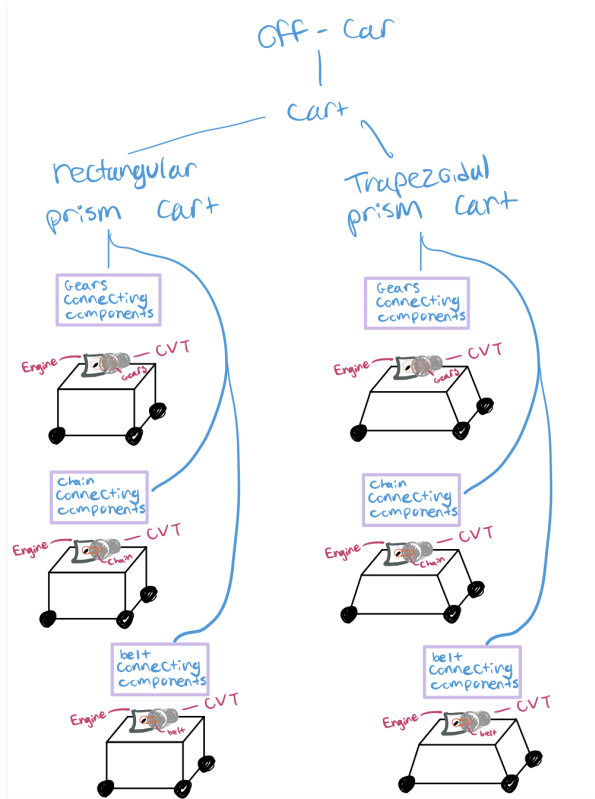 Off - Car
Cart
rectangular
prism cart
Trapezoidal
prism cart
Gears
connecting
components
Gears
connecting
components
Engine
CVT
Gears
Engine
CVT
Gears
chain
connecting
components
chain
connecting
components
Engine
CVT
chain
Engine
CVT
chain
belt
connecting
components
belt
connecting
components
Engine
CVT
belt
Engine
CVT
belt